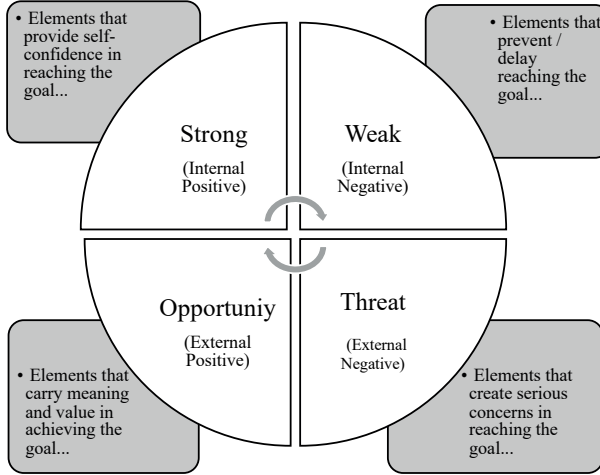 • Elements that
provide self-
confidence in
reaching the
goal...
• Elements that
prevent /
delay
reaching the
goal...
Strong
(Internal
Positive)
Weak
(Internal
Negative)
Opportuniy
(External
Positive)
Threat
(External
Negative)
• Elements that
carry meaning
and value in
achieving the
goal...
• Elements that
create serious
concerns in
reaching the
goal...